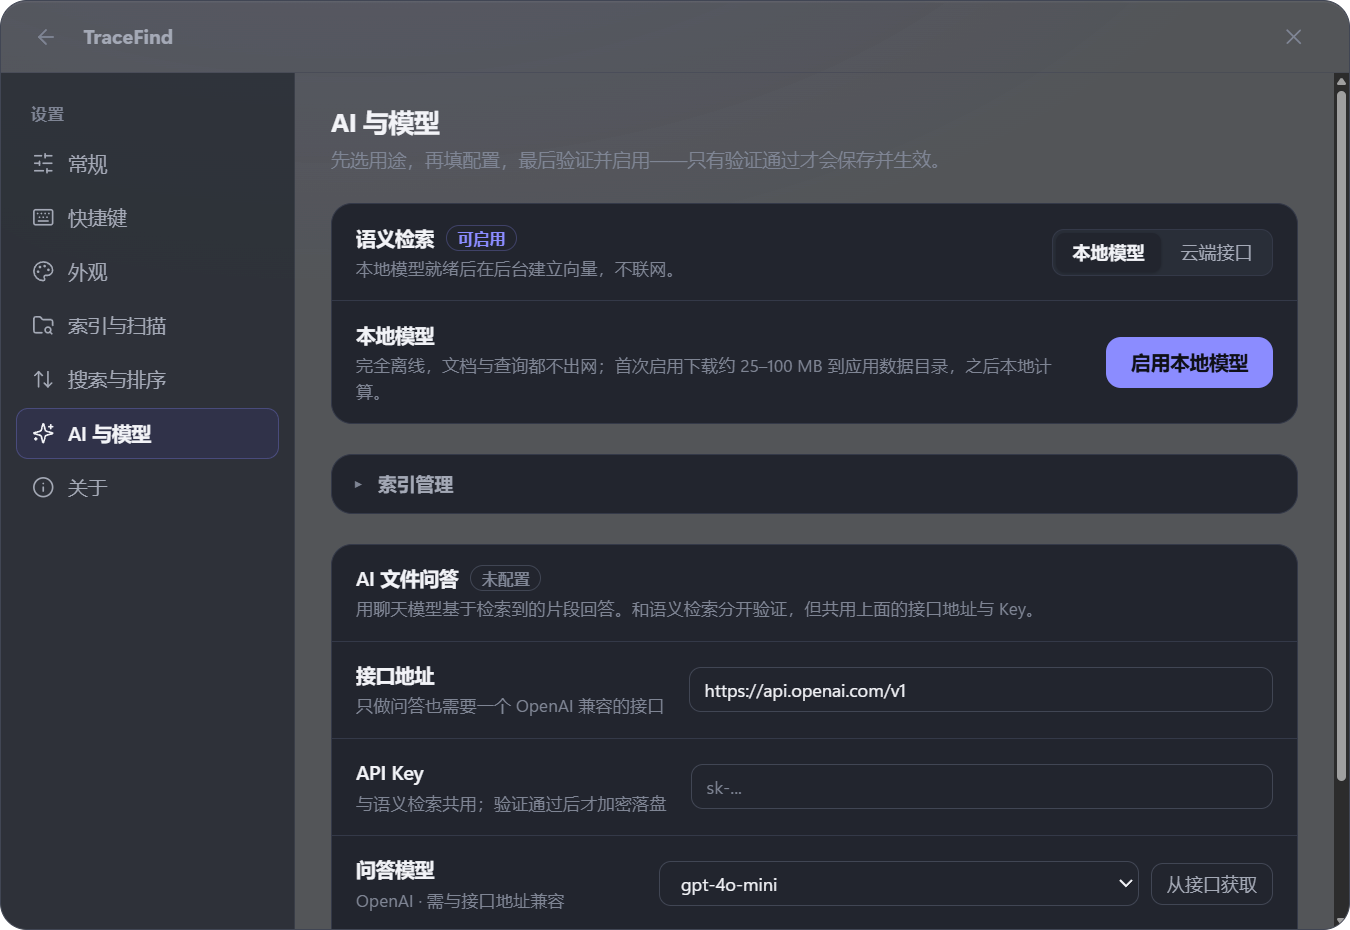 TraceFind
设置
常规
快捷键
外观
索引与扫描
搜索与排序
AI 与模型
关于
AI 与模型
先选用途，再填配置，最后验证并启用——只有验证通过才会保存并生效。
语义检索 可启用
本地模型就绪后在后台建立向量，不联网。
本地模型 云端接口
本地模型
完全离线，文档与查询都不出网；首次启用下载约 25–100 MB 到应用数据目录，之后本地计
算。
启用本地模型
索引管理
AI 文件问答 未配置
用聊天模型基于检索到的片段回答。和语义检索分开验证，但共用上面的接口地址与 Key。
接口地址
只做问答也需要一个 OpenAI 兼容的接口
https://api.openai.com/v1
API Key
与语义检索共用；验证通过后才加密落盘
sk-...
问答模型
OpenAI · 需与接口地址兼容
gpt-4o-mini
从接口获取